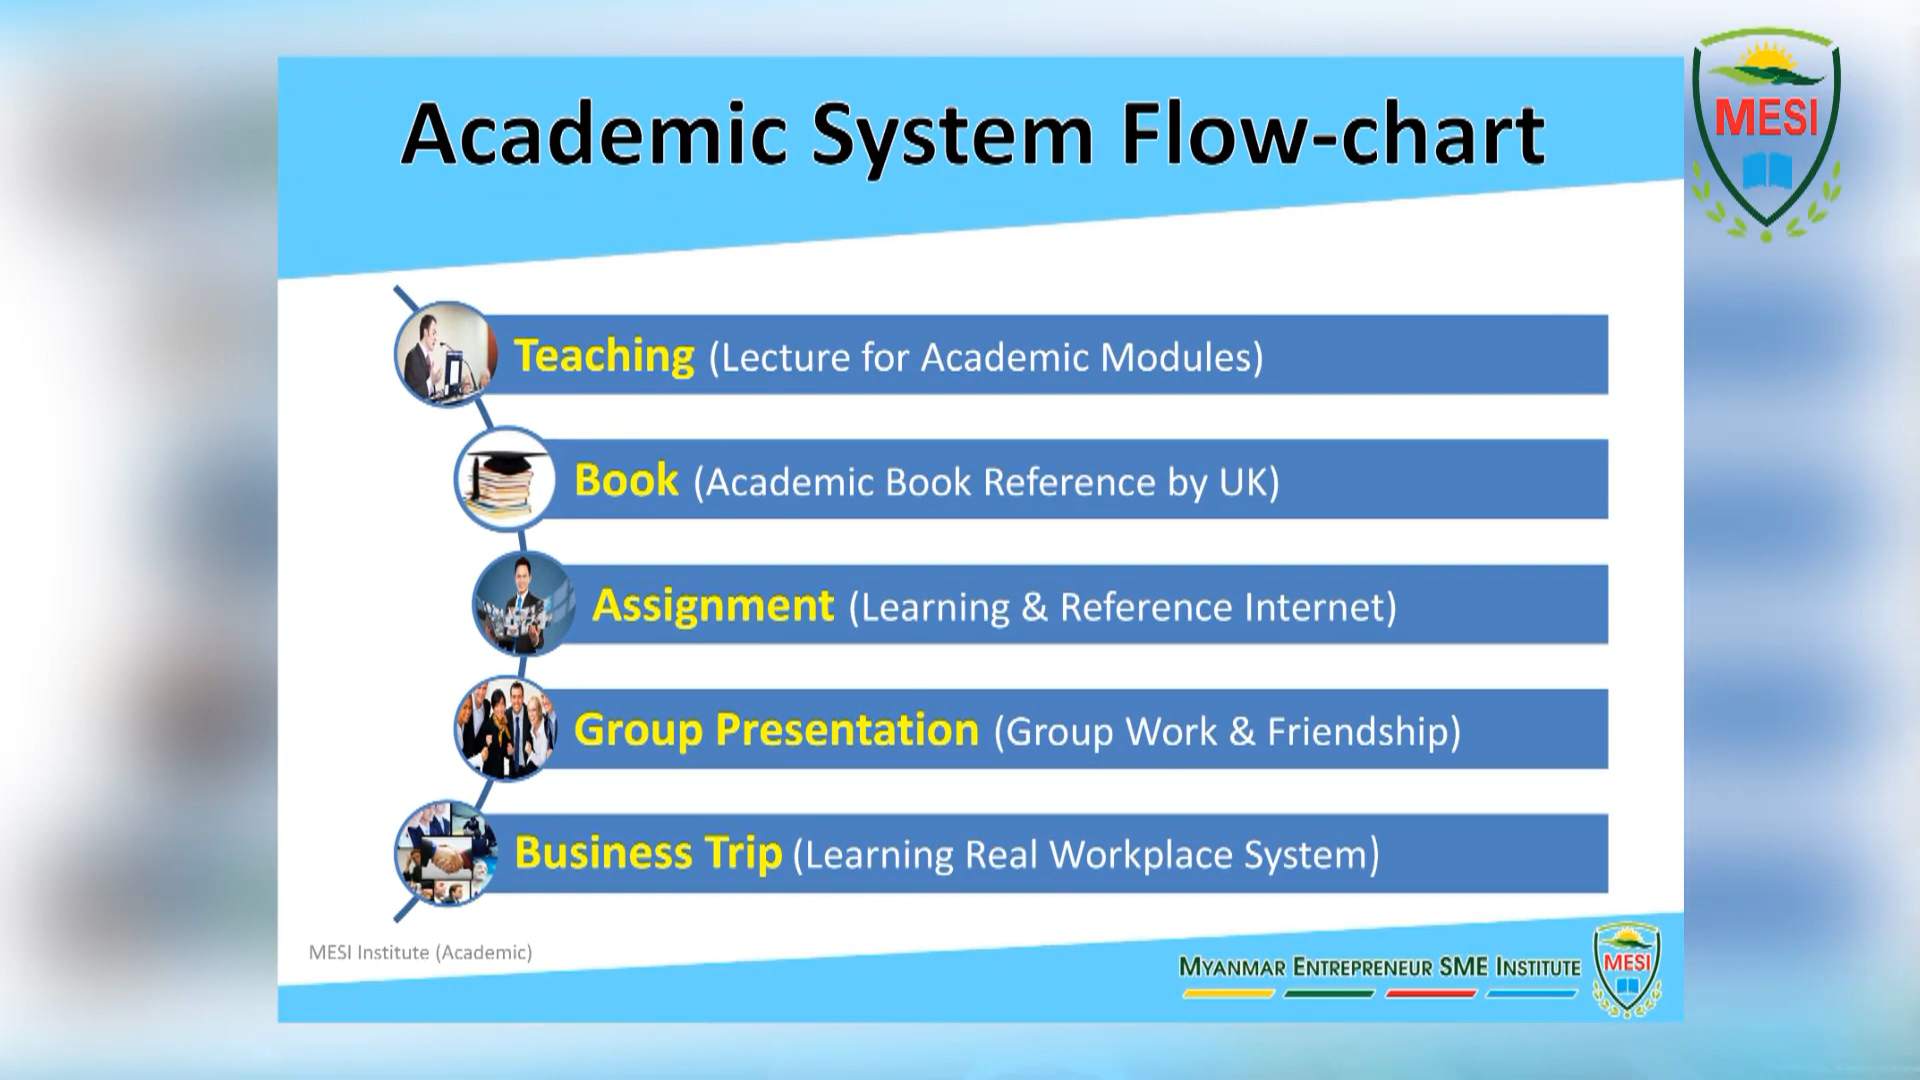 Academic System Flow-chart
MESI
Teaching (Lecture for Academic Modules)
Book (Academic Book Reference by UK)
Assignment (Learning & Reference Internet)
Group Presentation (Group Work & Friendship)
Business Trip (Learning Real Workplace System)
MESI Institute (Academic)
MYANMAR ENTREPRENEUR SME INSTITUTE
MESI